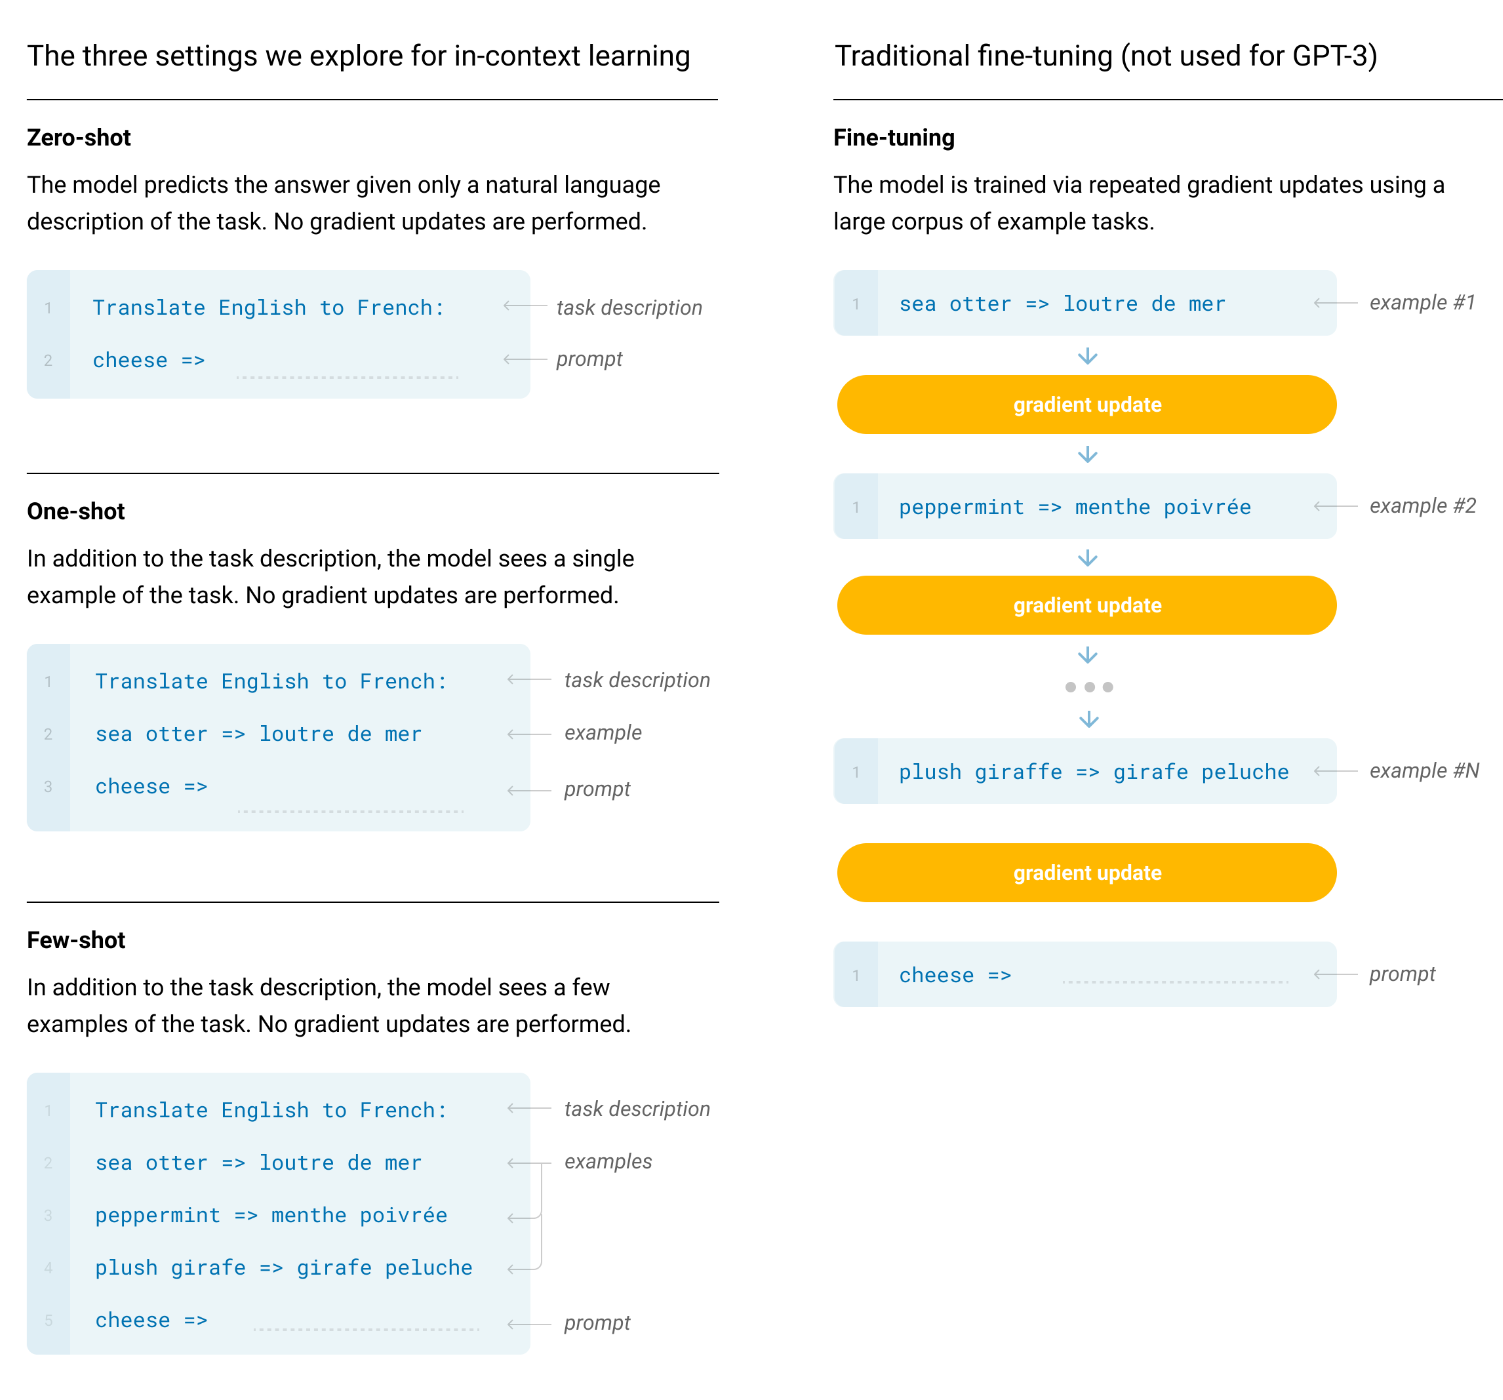 The three settings we explore for in-context learning
Zero-shot
The model predicts the answer given only a natural language
description of the task. No gradient updates are performed.
1 Translate English to French: task description
2 cheese => prompt
One-shot
In addition to the task description, the model sees a single
example of the task. No gradient updates are performed.
1 Translate English to French: task description
2 sea otter => loutre de mer example
3 cheese => prompt
Few-shot
In addition to the task description, the model sees a few
examples of the task. No gradient updates are performed.
1 Translate English to French: task description
2 sea otter => loutre de mer examples
3 peppermint => menthe poivrée
4 plush girafe => girafe peluche
5 cheese => prompt
Traditional fine-tuning (not used for GPT-3)
Fine-tuning
The model is trained via repeated gradient updates using a
large corpus of example tasks.
1 sea otter => loutre de mer example #1
gradient update
1 peppermint => menthe poivrée example #2
gradient update
1 plush giraffe => girafe peluche example #N
gradient update
1 cheese => prompt